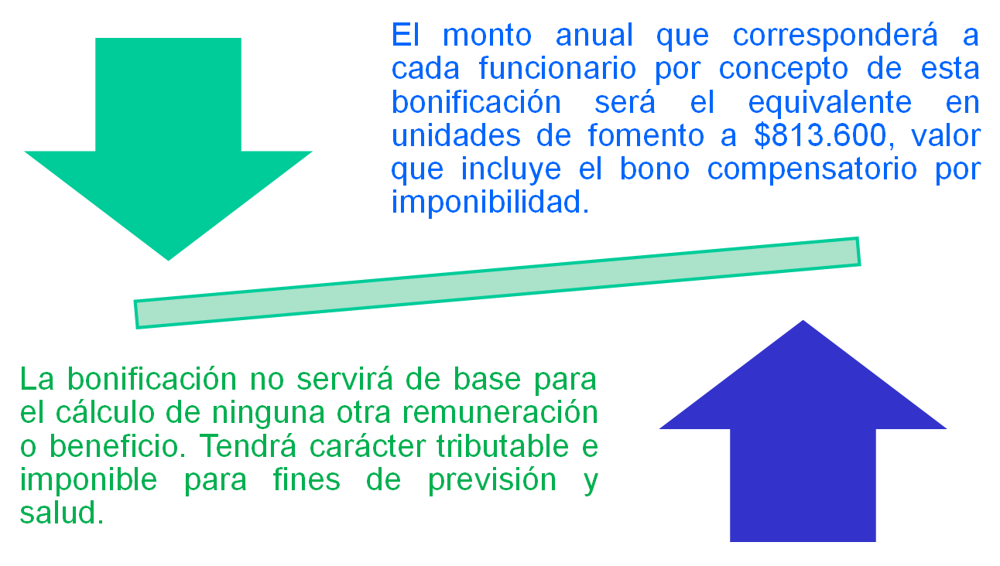 El monto anual que corresponderá a
cada funcionario por concepto de esta
bonificación será el equivalente en
unidades de fomento a $813.600, valor
que incluye el bono compensatorio por
imponibilidad.
La bonificación no servirá de base para
el cálculo de ninguna otra remuneración
o beneficio. Tendrá carácter tributable e
imponible para fines de previsión y
salud.